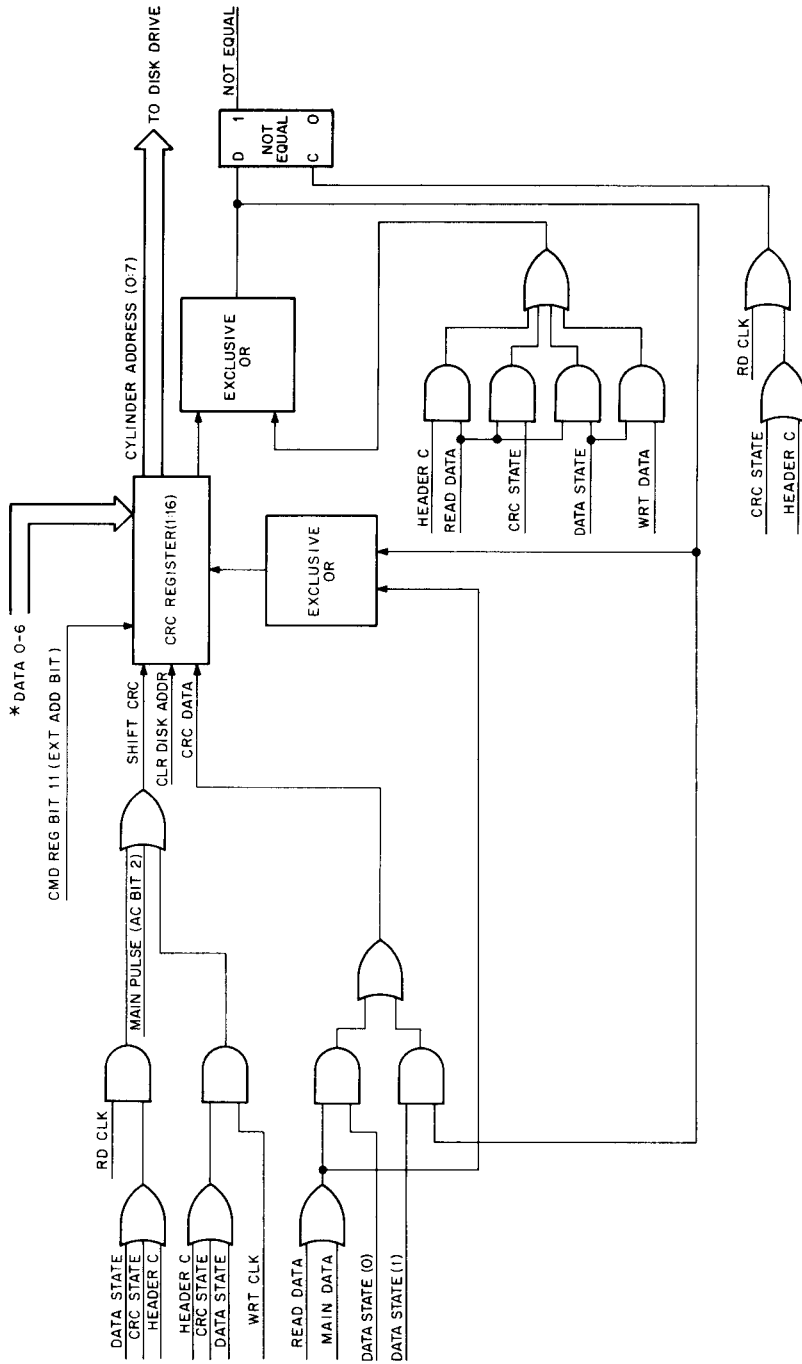 * DATA 0-6
CMD REG BIT 11 (EXT ADD BIT)
SHIFT CRC
CLR DISK ADDR
CRC DATA
CRC REGISTER(1:16)
CYLINDER ADDRESS (0:7)
TO DISK DRIVE
MAIN PULSE (AC BIT 2)
RD CLK
DATA STATE
CRC STATE
HEADER C
HEADER C
CRC STATE
DATA STATE
WRT CLK
EXCLUSIVE
OR
D
1
NOT
EQUAL
C
0
NOT EQUAL
EXCLUSIVE
OR
READ DATA
MAIN DATA
DATA STATE (0)
DATA STATE (1)
HEADER C
READ DATA
CRC STATE
DATA STATE
WRT DATA
RD CLK
CRC STATE
HEADER C